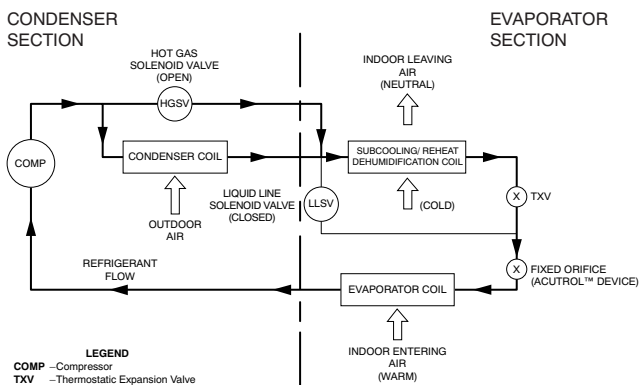 CONDENSER
SECTION
EVAPORATOR
SECTION
HOT GAS
SOLENOID VALVE
(OPEN)
INDOOR LEAVING
AIR
(NEUTRAL)
HGSV
COMP
CONDENSER COIL
SUBCOOLING/ REHEAT
DEHUMIDIFICATION COIL
LIQUID LINE
SOLENOID VALVE
(CLOSED)
LLSV
(COLD)
X
TXV
OUTDOOR
AIR
REFRIGERANT
FLOW
X
FIXED ORIFICE
(ACUTROL™ DEVICE)
EVAPORATOR COIL
INDOOR ENTERING
AIR
(WARM)
LEGEND
COMP –Compressor
TXV –Thermostatic Expansion Valve